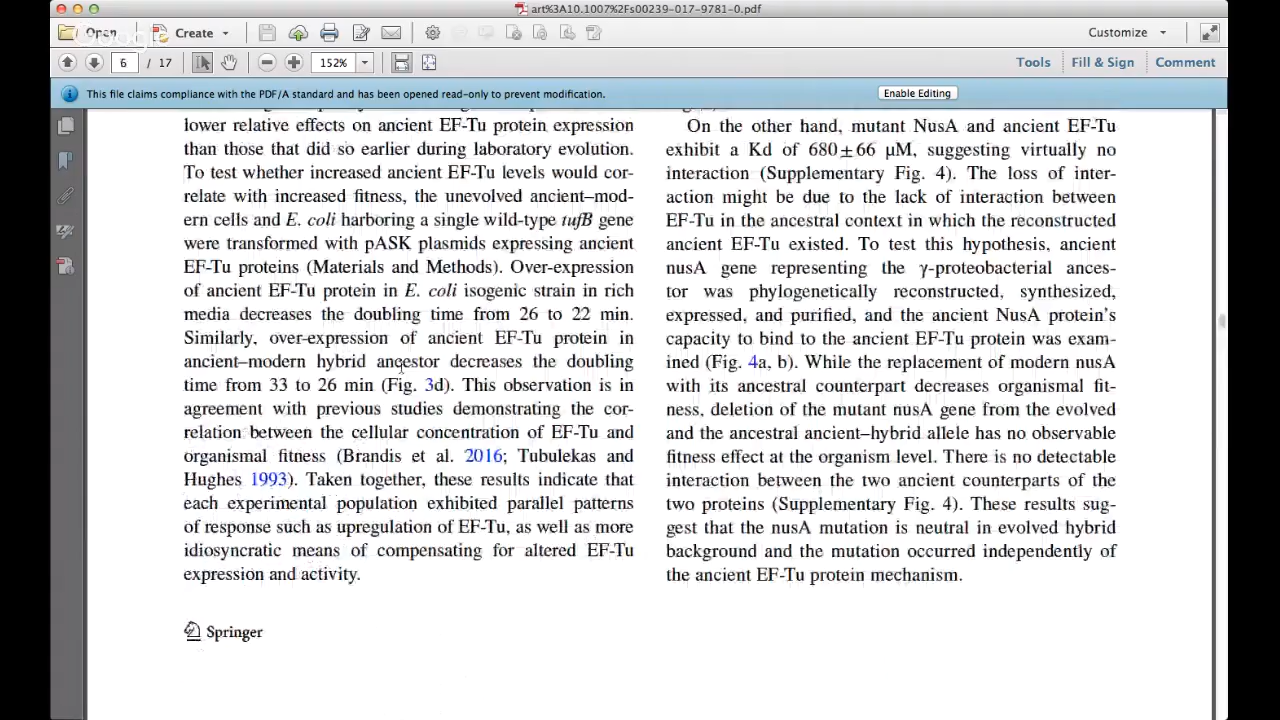 art%3A10.1007%2Fs00239-017-9781-0.pdf
Open
Create
Customize
6 / 17
152%
Tools
Fill & Sign
Comment
This file claims compliance with the PDF/A standard and has been opened read-only to prevent modification.
Enable Editing
lower relative effects on ancient EF-Tu protein expression
than those that did so earlier during laboratory evolution.
To test whether increased ancient EF-Tu levels would cor-
relate with increased fitness, the unevolved ancient–mod-
ern cells and E. coli harboring a single wild-type tufB gene
were transformed with pASK plasmids expressing ancient
EF-Tu proteins (Materials and Methods). Over-expression
of ancient EF-Tu protein in E. coli isogenic strain in rich
media decreases the doubling time from 26 to 22 min.
Similarly, over-expression of ancient EF-Tu protein in
ancient–modern hybrid ancestor decreases the doubling
time from 33 to 26 min (Fig. 3d). This observation is in
agreement with previous studies demonstrating the cor-
relation between the cellular concentration of EF-Tu and
organismal fitness (Brandis et al. 2016; Tubulekas and
Hughes 1993). Taken together, these results indicate that
each experimental population exhibited parallel patterns
of response such as upregulation of EF-Tu, as well as more
idiosyncratic means of compensating for altered EF-Tu
expression and activity.
On the other hand, mutant NusA and ancient EF-Tu
exhibit a Kd of 680±66 µM, suggesting virtually no
interaction (Supplementary Fig. 4). The loss of inter-
action might be due to the lack of interaction between
EF-Tu in the ancestral context in which the reconstructed
ancient EF-Tu existed. To test this hypothesis, ancient
nusA gene representing the γ-proteobacterial ances-
tor was phylogenetically reconstructed, synthesized,
expressed, and purified, and the ancient NusA protein's
capacity to bind to the ancient EF-Tu protein was exam-
ined (Fig. 4a, b). While the replacement of modern nusA
with its ancestral counterpart decreases organismal fit-
ness, deletion of the mutant nusA gene from the evolved
and the ancestral ancient–hybrid allele has no observable
fitness effect at the organism level. There is no detectable
interaction between the two ancient counterparts of the
two proteins (Supplementary Fig. 4). These results sug-
gest that the nusA mutation is neutral in evolved hybrid
background and the mutation occurred independently of
the ancient EF-Tu protein mechanism.
Springer